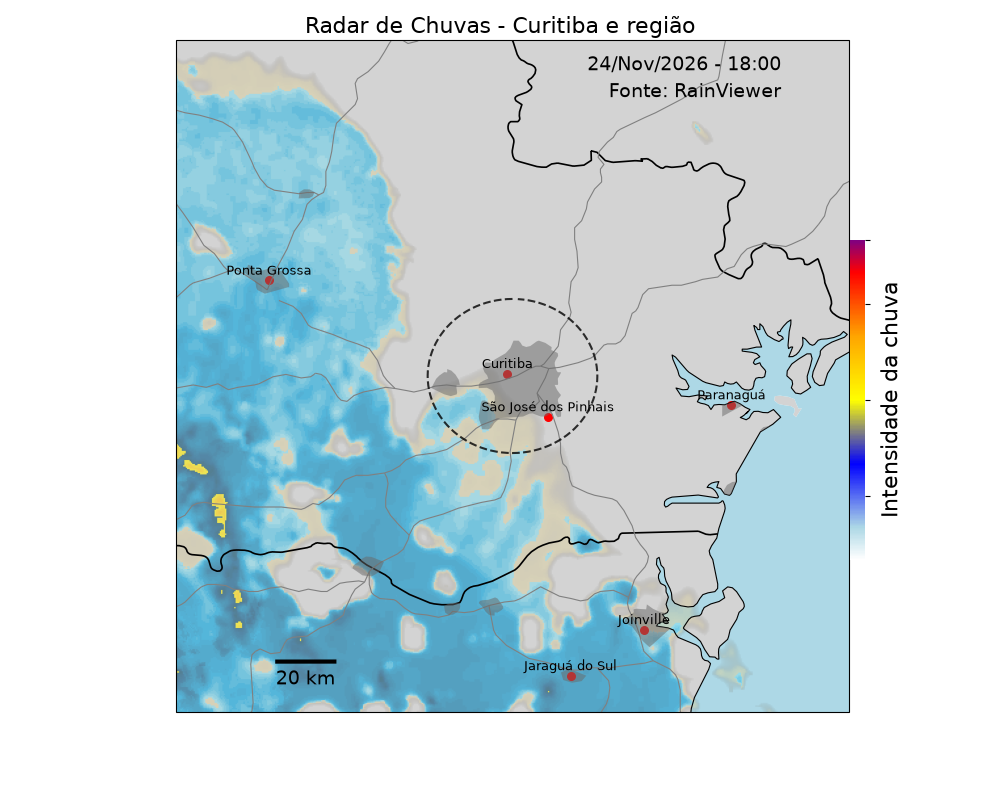 Radar de Chuvas - Curitiba e região
24/Nov/2026 - 18:00
Fonte: RainViewer
Ponta Grossa
Curitiba
São José dos Pinhais
Paranaguá
Intensidade da chuva
Joinville
Jaraguá do Sul
20 km